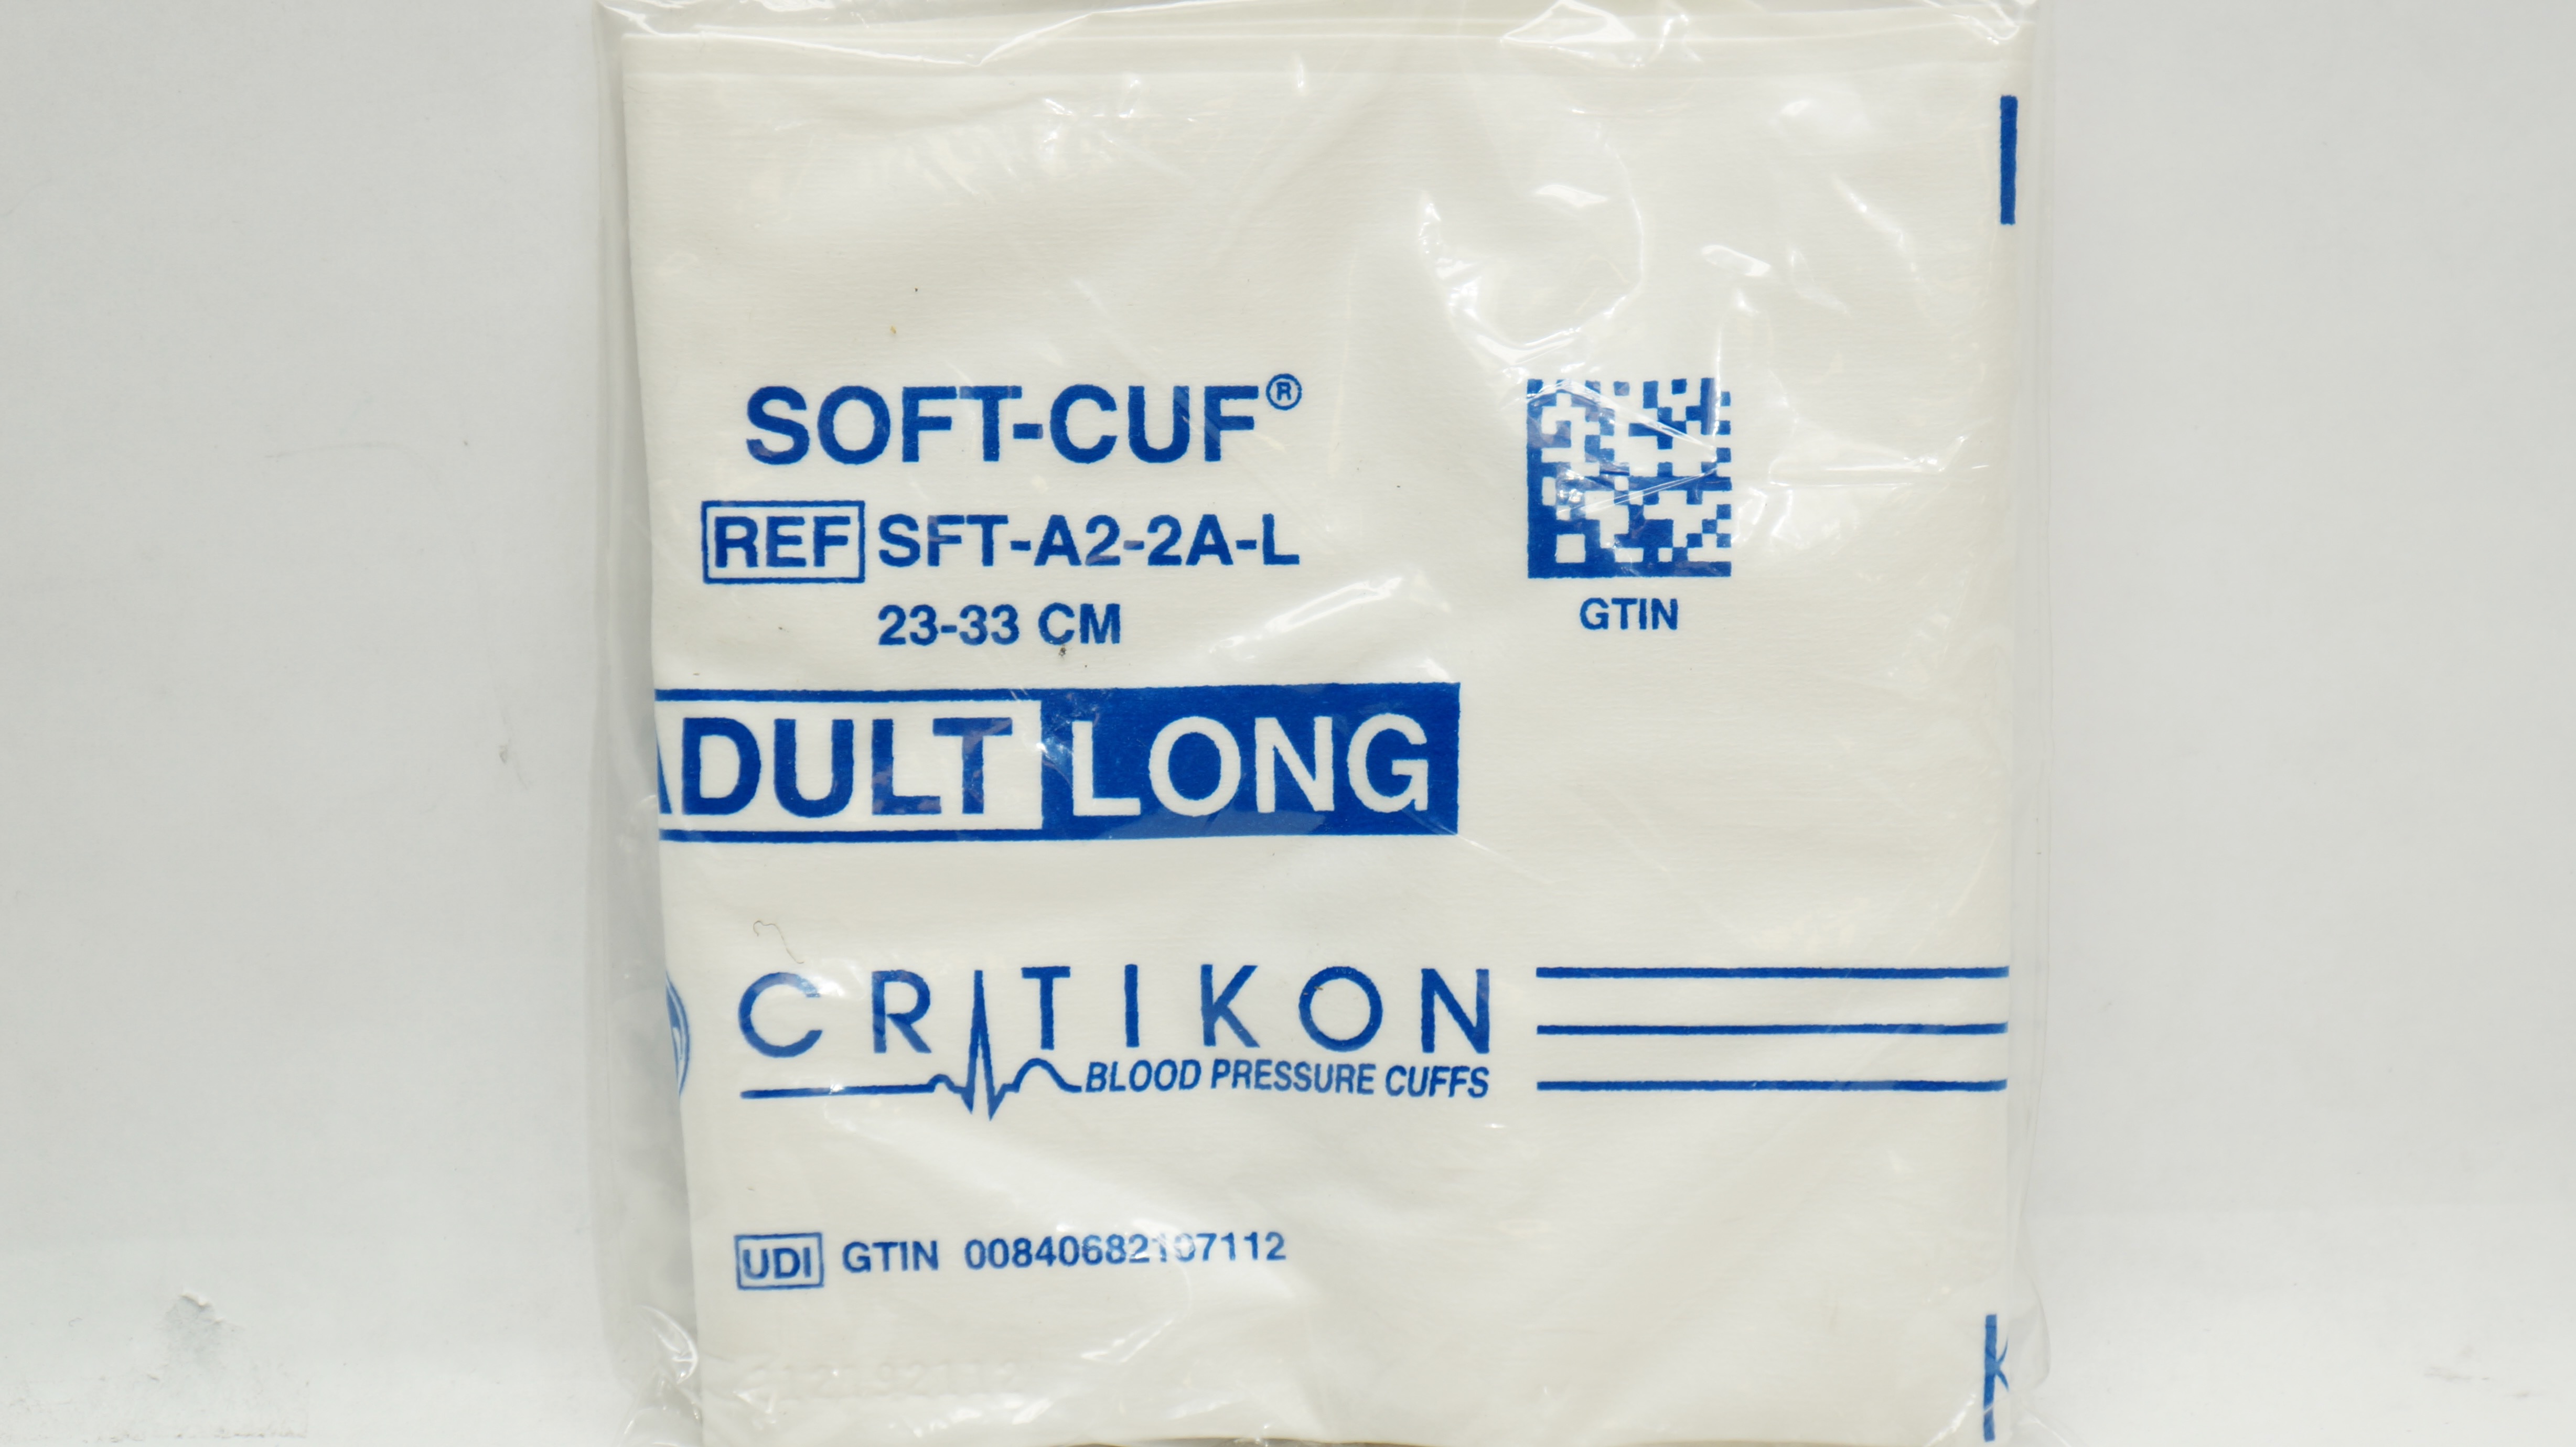 SOFT-CUF®
REF SFT-A2-2A-L
23-33 CM
GTIN
ADULT LONG
CRITIKON
BLOOD PRESSURE CUFFS
UDI GTIN 00840682107112
K